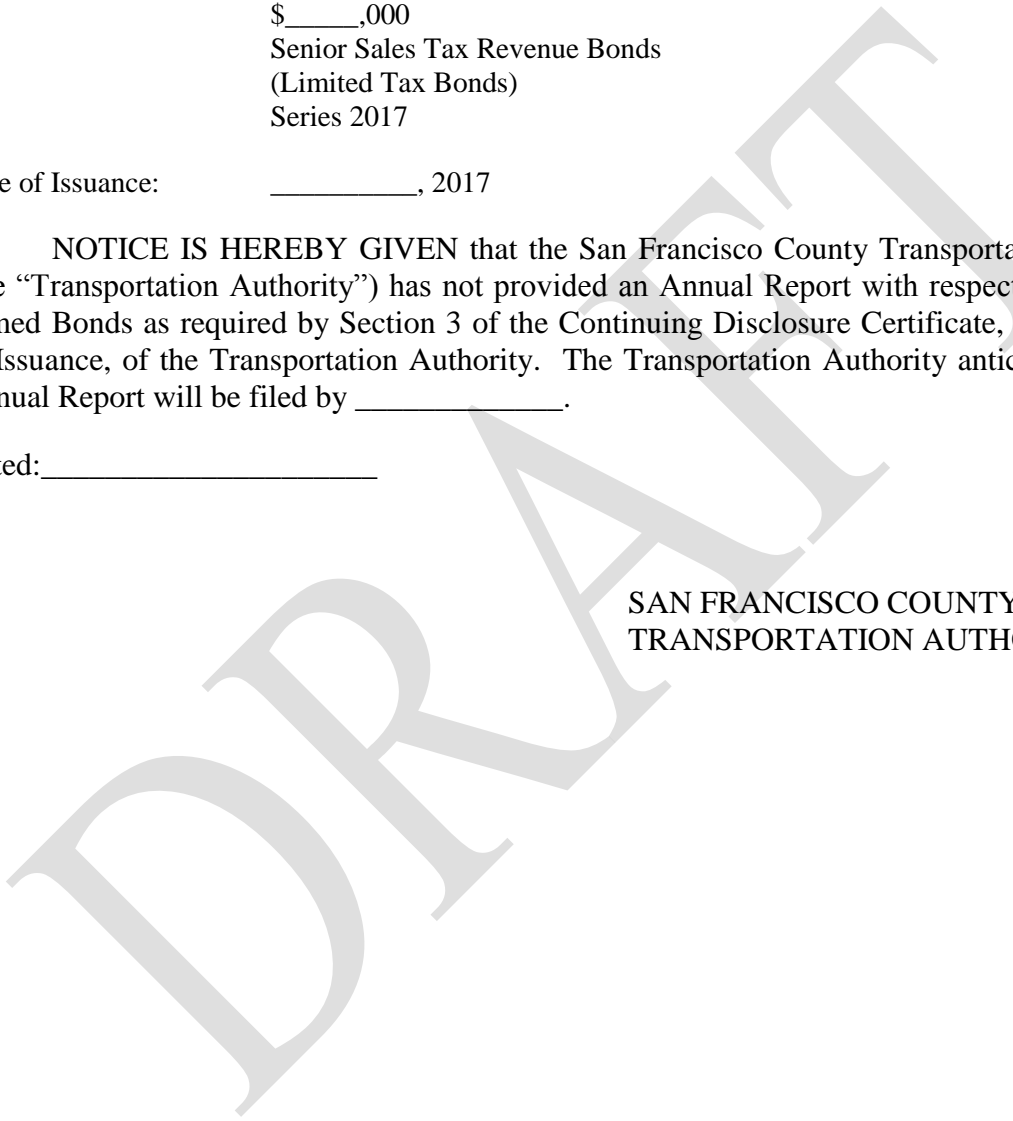 $_____,000
Senior Sales Tax Revenue Bonds
(Limited Tax Bonds)
Series 2017
e of Issuance: __________, 2017
NOTICE IS HEREBY GIVEN that the San Francisco County Transporta
e “Transportation Authority”) has not provided an Annual Report with respect
ned Bonds as required by Section 3 of the Continuing Disclosure Certificate,
Issuance, of the Transportation Authority. The Transportation Authority antic
nual Report will be filed by ______________.
ted:_______________________
SAN FRANCISCO COUNTY
TRANSPORTATION AUTHO
DRAFT